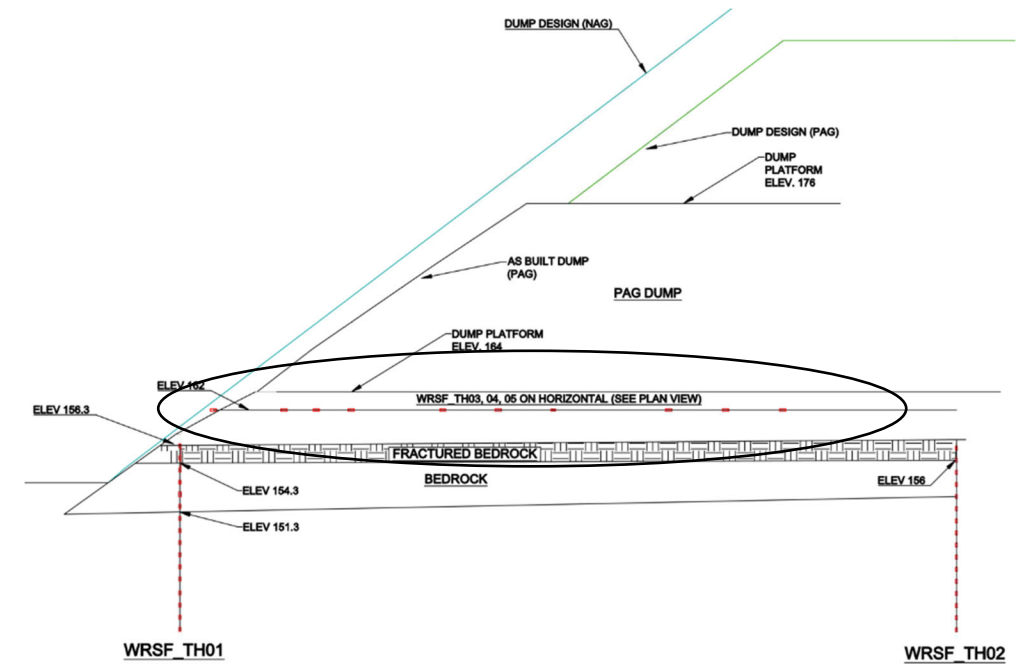 DUMP DESIGN (NAG)
DUMP DESIGN (PAG)
DUMP
PLATFORM
ELEV. 176
AS BUILT DUMP
(PAG)
PAG DUMP
DUMP PLATFORM
ELEV. 164
ELEV 162
WRSF_TH03, 04, 05 ON HORIZONTAL (SEE PLAN VIEW)
ELEV 156.3
FRACTURED BEDROCK
BEDROCK
ELEV 156
ELEV 154.3
ELEV 151.3
WRSF_TH01
WRSF_TH02